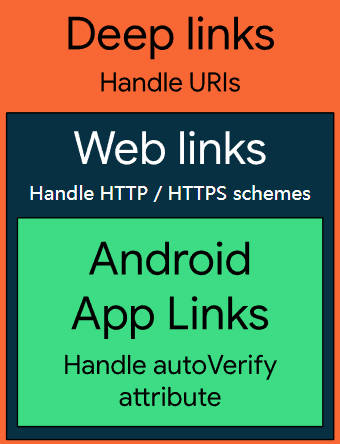 Deep links
Handle URIs
Web links
Handle HTTP / HTTPS schemes
Android
App Links
Handle autoVerify
attribute